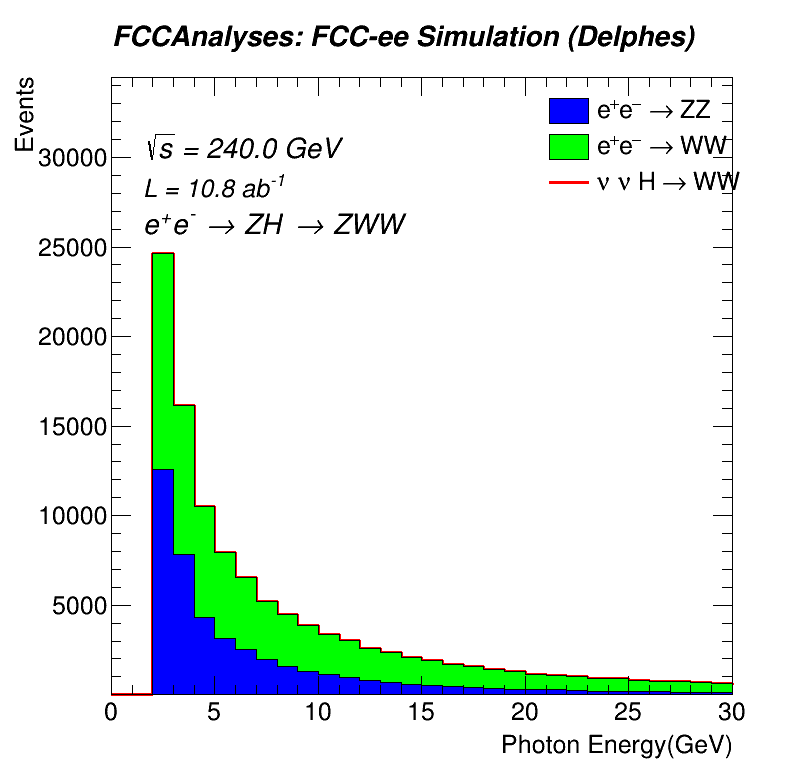 FCCAnalyses: FCC-ee Simulation (Delphes)
Events
e⁺e⁻ → ZZ
e⁺e⁻ → WW
ν ν H → WW
√s = 240.0 GeV
L = 10.8 ab⁻¹
e⁺e⁻ → ZH → ZWW
30000
25000
20000
15000
10000
5000
0 5 10 15 20 25 30
Photon Energy(GeV)